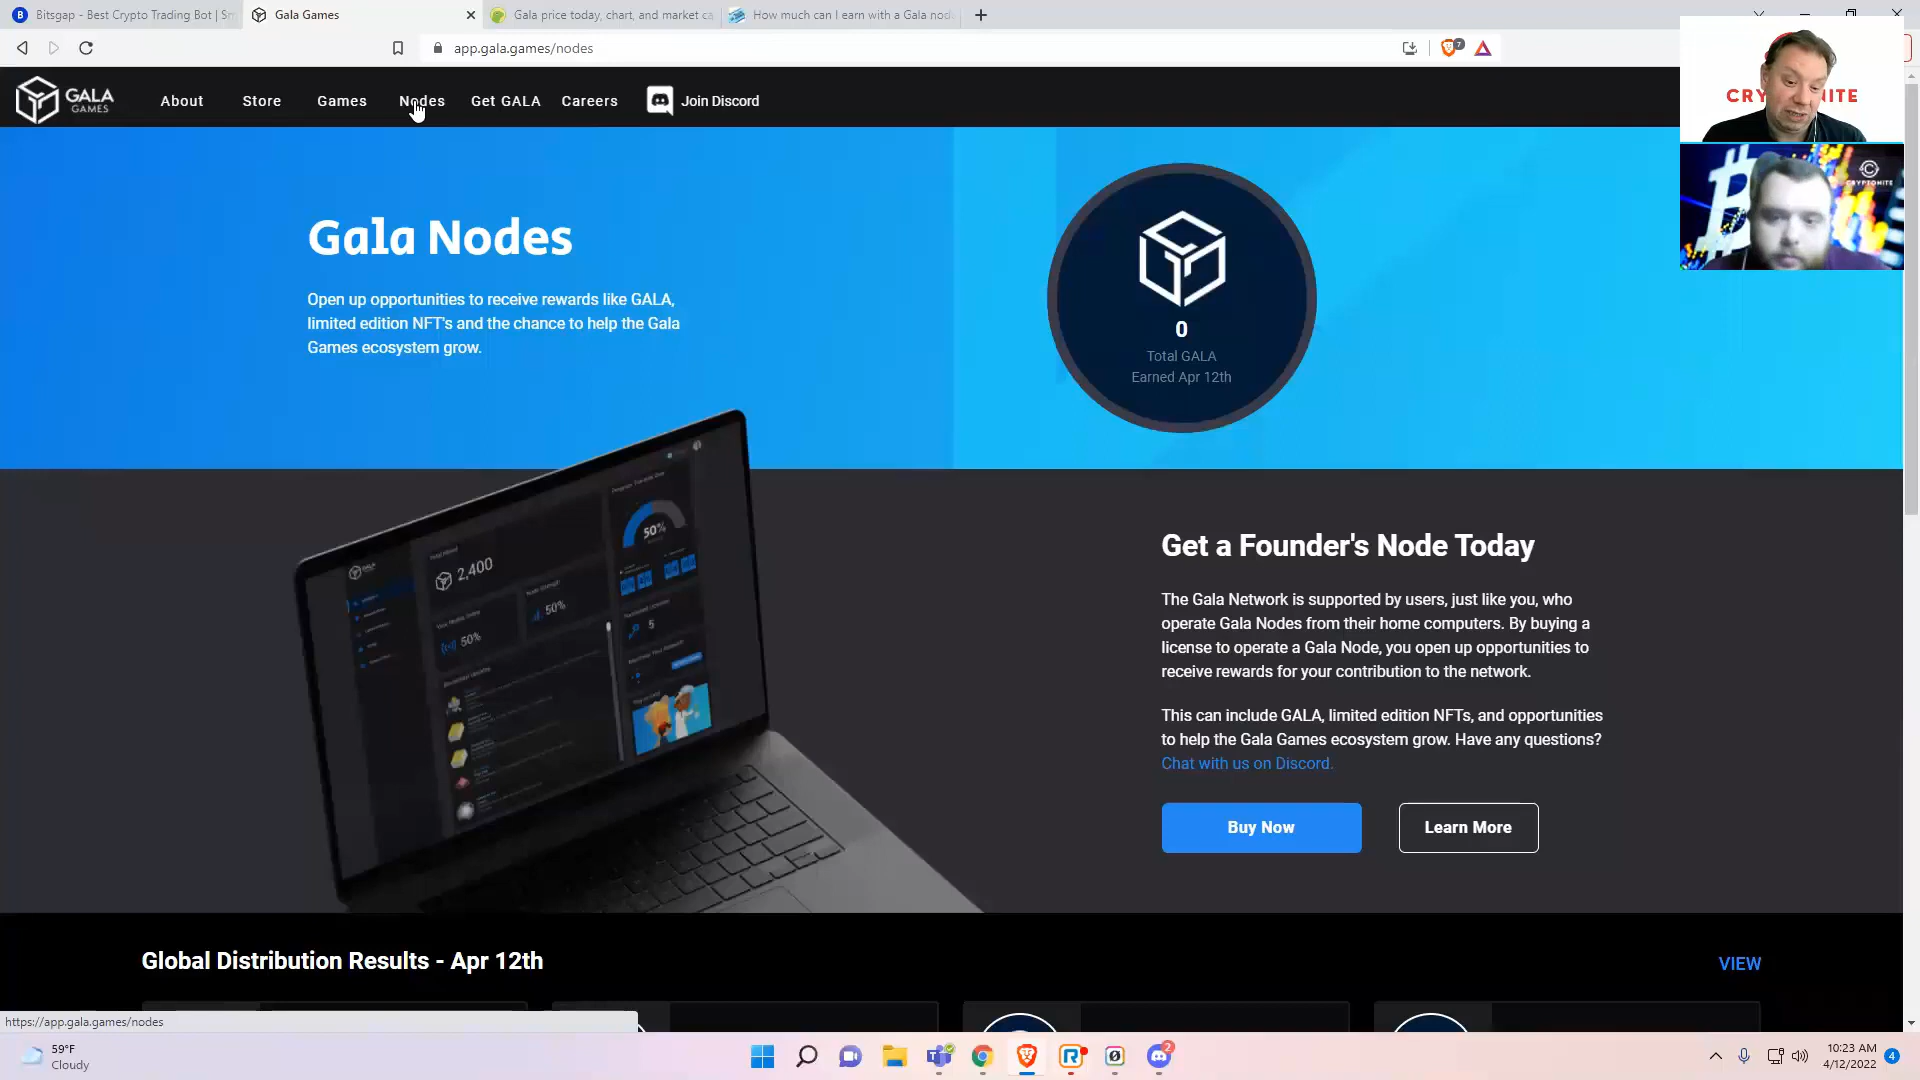 Bitsgap - Best Crypto Trading Bot | Sm
Gala Games
Gala price today, chart, and market ca
How much can I earn with a Gala nod
app.gala.games/nodes
7
GALA
GAMES
About
Store
Games
Nodes
Get GALA
Careers
Join Discord
CRYPTONITE
Gala Nodes
Open up opportunities to receive rewards like GALA,
limited edition NFT's and the chance to help the Gala
Games ecosystem grow.
0
Total GALA
Earned Apr 12th
2,400
50%
50%
50%
5
Get a Founder's Node Today
The Gala Network is supported by users, just like you, who
operate Gala Nodes from their home computers. By buying a
license to operate a Gala Node, you open up opportunities to
receive rewards for your contribution to the network.
This can include GALA, limited edition NFTs, and opportunities
to help the Gala Games ecosystem grow. Have any questions?
Chat with us on Discord.
Buy Now
Learn More
Global Distribution Results - Apr 12th
VIEW
https://app.gala.games/nodes
59°F
Cloudy
2
10:23 AM
4/12/2022
4